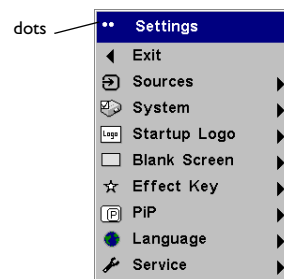 dots
Settings
Exit
Sources
System
Logo Startup Logo
Blank Screen
Effect Key
P PiP
Language
Service